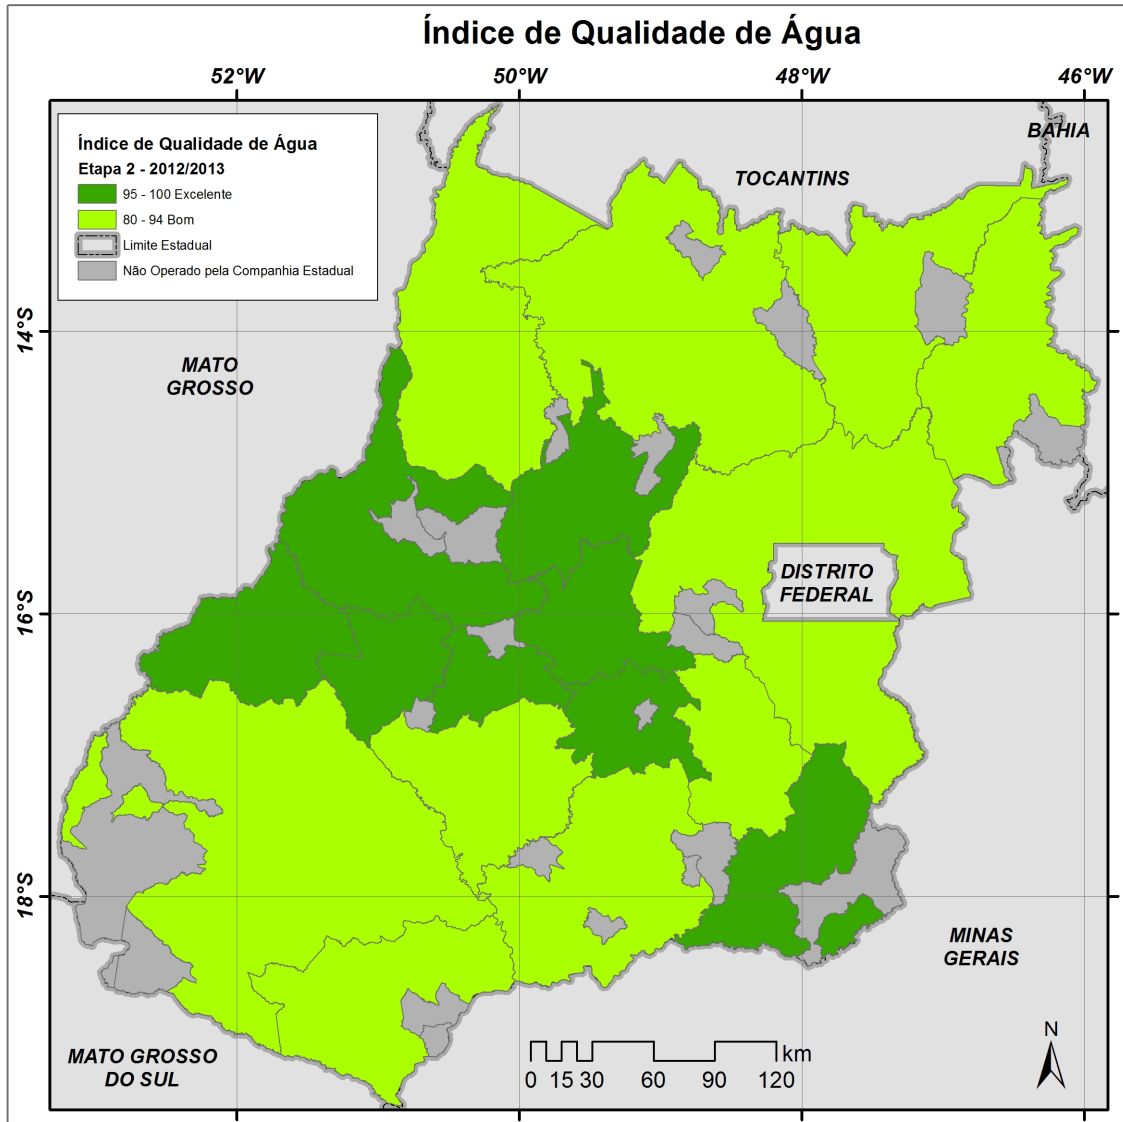 Índice de Qualidade de Água
52°W
50°W
48°W
46°W
Índice de Qualidade de Água
Etapa 2 - 2012/2013
95 - 100 Excelente
80 - 94 Bom
Limite Estadual
Não Operado pela Companhia Estadual
BAHIA
TOCANTINS
14°S
MATO
GROSSO
DISTRITO
FEDERAL
16°S
18°S
MINAS
GERAIS
MATO GROSSO
DO SUL
km
0 15 30 60 90 120
N